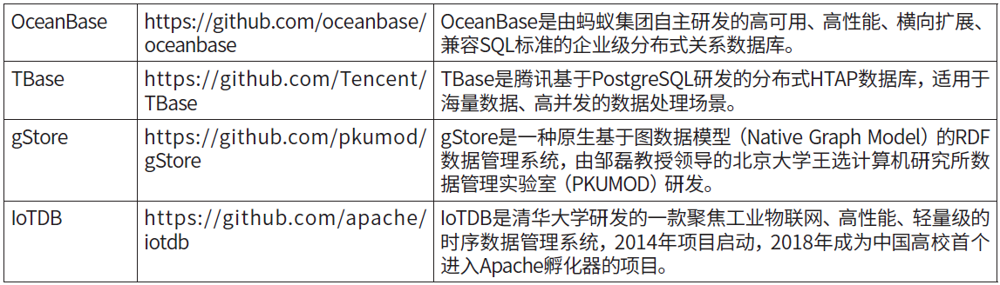 OceanBase
https://github.com/oceanbase/
oceanbase
OceanBase是由蚂蚁集团自主研发的高可用、高性能、横向扩展、
兼容SQL标准的企业级分布式关系数据库。
TBase
https://github.com/Tencent/
TBase
TBase是腾讯基于PostgreSQL研发的分布式HTAP数据库，适用于
海量数据、高并发的数据处理场景。
gStore
https://github.com/pkumod/
gStore
gStore是一种原生基于图数据模型（Native Graph Model）的RDF
数据管理系统，由邹磊教授领导的北京大学王选计算机研究所数
据管理实验室（PKUMOD）研发。
IoTDB
https://github.com/apache/
iotdb
IoTDB是清华大学研发的一款聚焦工业物联网、高性能、轻量级的
时序数据管理系统，2014年项目启动，2018年成为中国高校首个
进入Apache孵化器的项目。